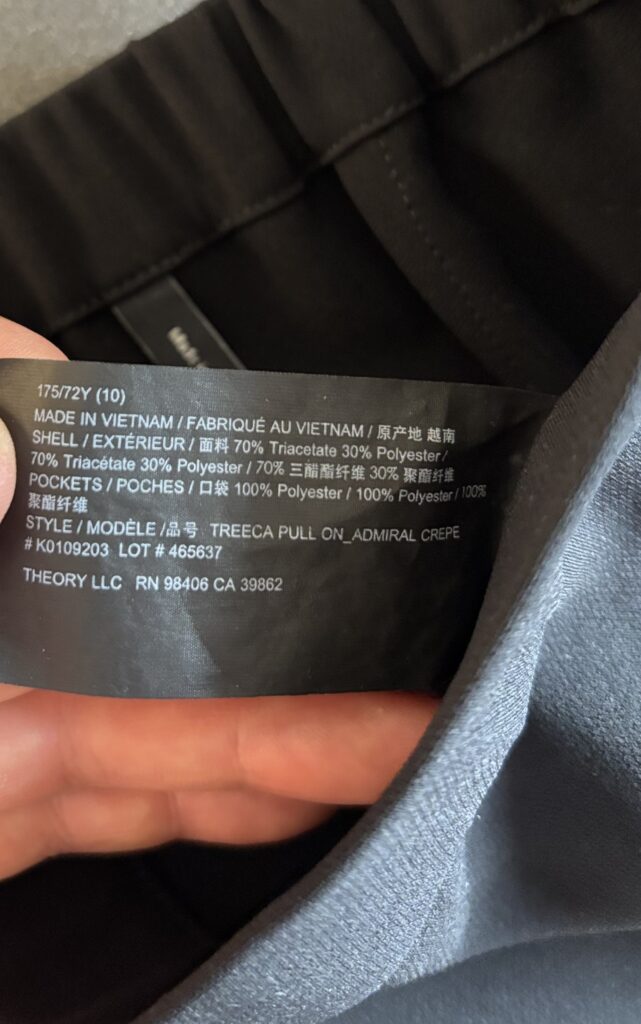 Made
175/72Y (10)
MADE IN VIETNAM / FABRIQUÉ AU VIETNAM / 原产地 越南
SHELL / EXTÉRIEUR / 面料 70% Triacetate 30% Polyester /
70% Triacétate 30% Polyester / 70% 三醋酯纤维 30% 聚酯纤维
POCKETS / POCHES / 口袋 100% Polyester / 100% Polyester / 100%
聚酯纤维
STYLE / MODÈLE /品号 TREECA PULL ON_ADMIRAL CREPE
# K0109203 LOT # 465637
THEORY LLC RN 98406 CA 39862